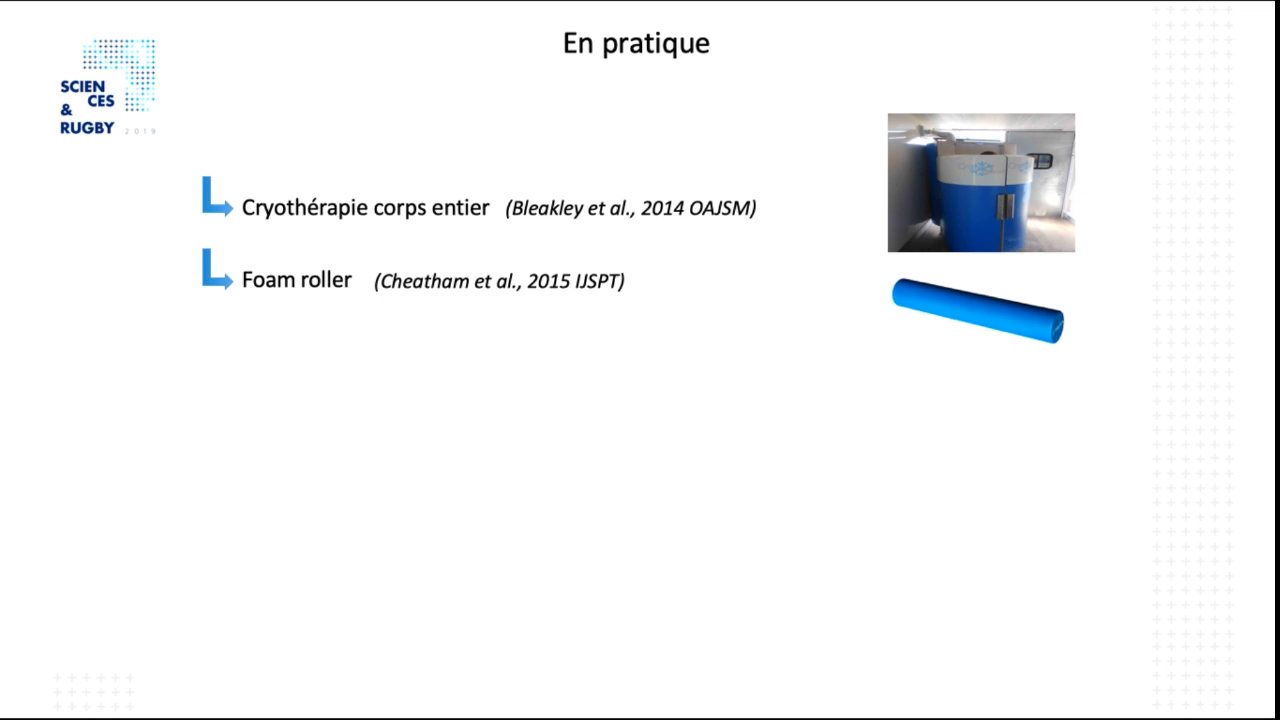 En pratique
SCIEN
CES
&
RUGBY 2019
Cryothérapie corps entier (Bleakley et al., 2014 OAJSM)
Foam roller (Cheatham et al., 2015 IJSPT)